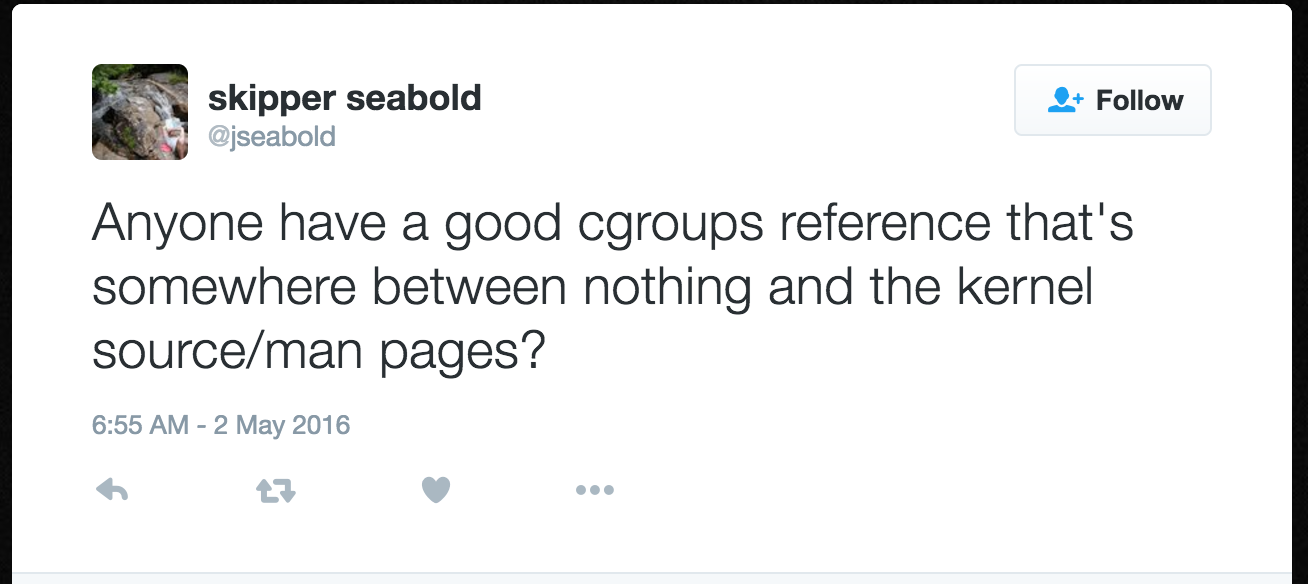 skipper seabold
@jseabold
Follow
Anyone have a good cgroups reference that's
somewhere between nothing and the kernel
source/man pages?
6:55 AM - 2 May 2016